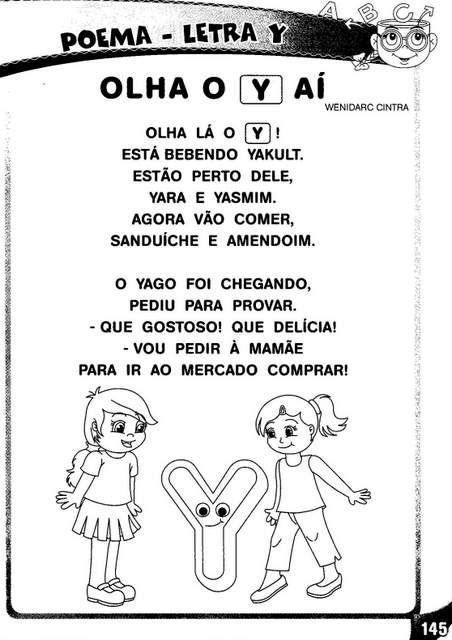 POEMA - LETRA Y
A B C
OLHA O Y AÍ
WENIDARC CINTRA
OLHA LÁ O Y !
ESTÁ BEBENDO YAKULT.
ESTÃO PERTO DELE,
YARA E YASMIM.
AGORA VÃO COMER,
SANDUÍCHE E AMENDOIM.
O YAGO FOI CHEGANDO,
PEDIU PARA PROVAR.
- QUE GOSTOSO! QUE DELÍCIA!
- VOU PEDIR À MAMÃE
PARA IR AO MERCADO COMPRAR!
Y
145